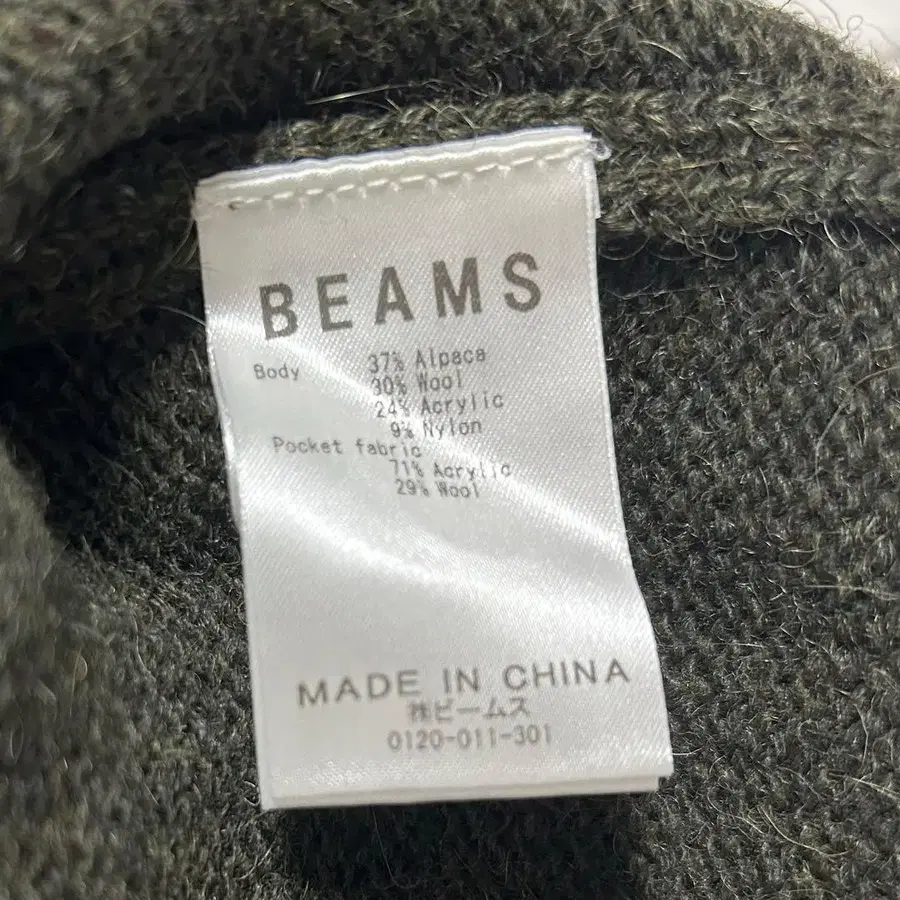 BEAMS
Body 37% Alpaca
30% Wool
24% Acrylic
9% Nylon
Pocket fabric
71% Acrylic
29% Wool
MADE IN CHINA
㈱ビームス
0120-011-301